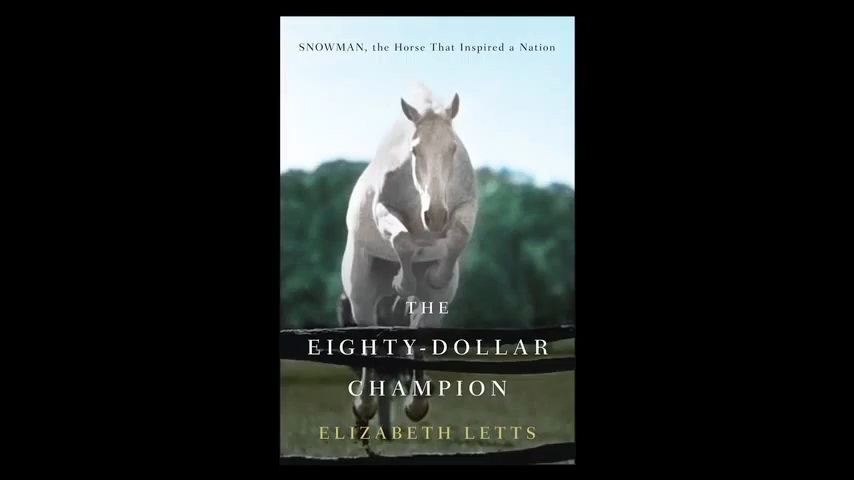 SNOWMAN, the Horse That Inspired a Nation
THE
EIGHTY-DOLLAR
CHAMPION
ELIZABETH LETTS